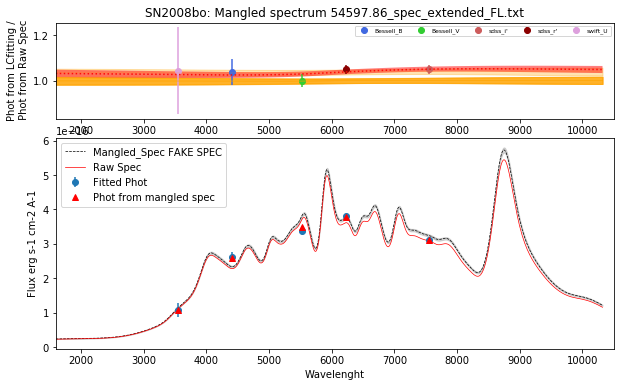 SN2008bo: Mangled spectrum 54597.86_spec_extended_FL.txt
Phot from LCfitting /
Phot from Raw Spec
1.2
1.0
Bessell_B
Bessell_V
sdss_i'
sdss_r'
swift_U
2000 3000 4000 5000 6000 7000 8000 9000 10000
Flux erg s-1 cm-2 A-1
6
5
4
3
2
1
0
Mangled_Spec FAKE SPEC
Raw Spec
Fitted Phot
Phot from mangled spec
2000 3000 4000 5000 6000 7000 8000 9000 10000
Wavelenght